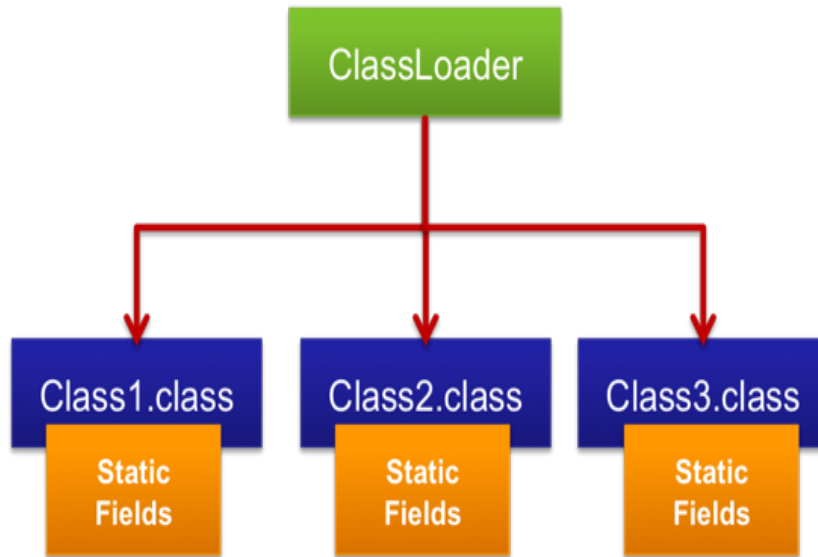 ClassLoader
Class1.class
Class2.class
Class3.class
Static
Fields
Static
Fields
Static
Fields